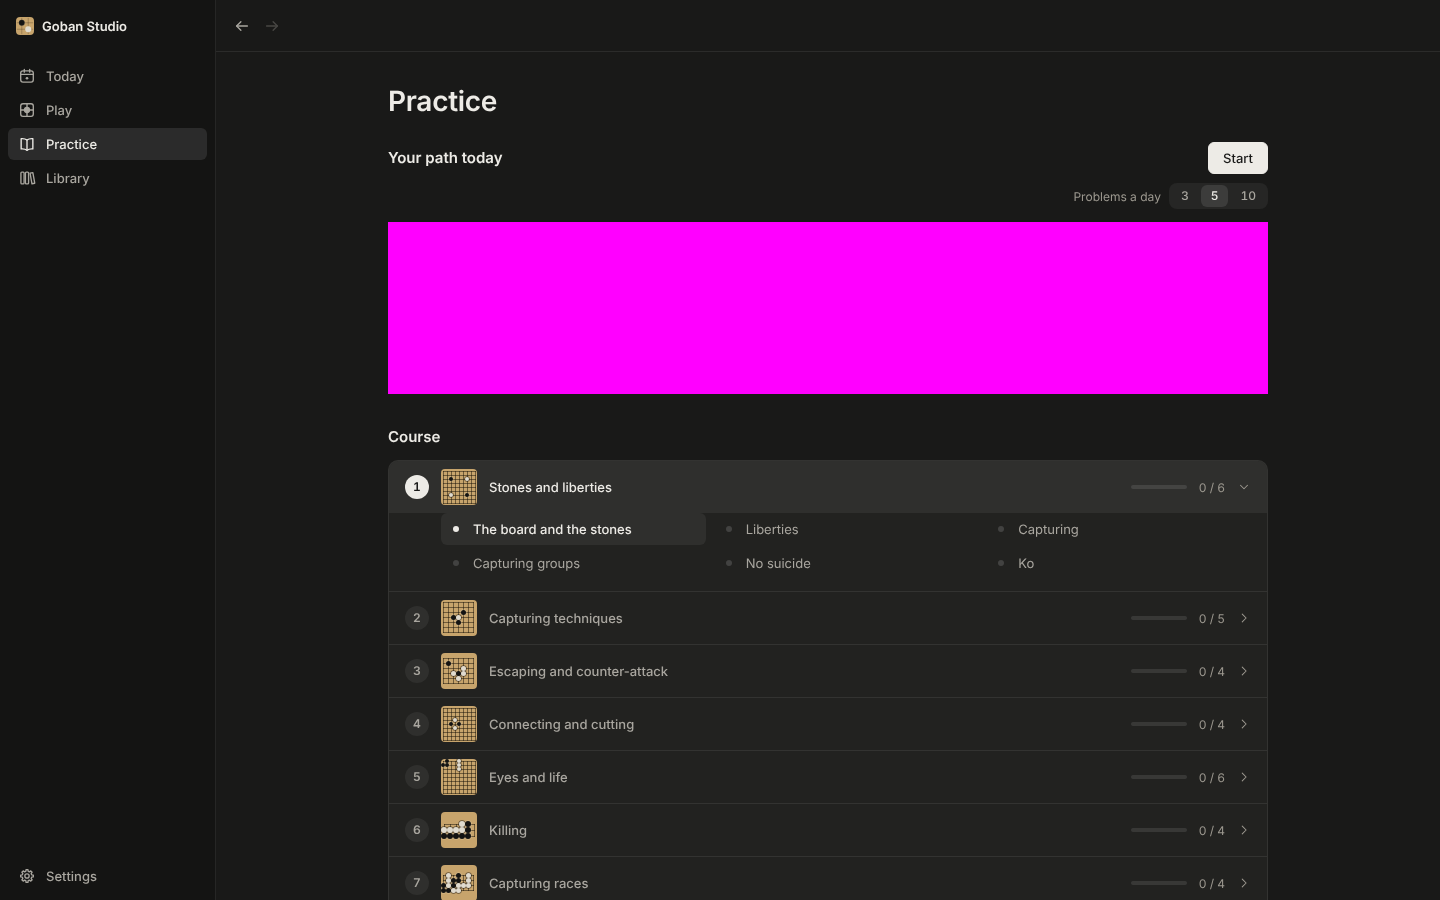 Goban Studio
Today
Play
Practice
Library
Settings
Practice
Your path today
Start
Problems a day 3 5 10
Course
1 Stones and liberties 0 / 6
The board and the stones Liberties Capturing
Capturing groups No suicide Ko
2 Capturing techniques 0 / 5
3 Escaping and counter-attack 0 / 4
4 Connecting and cutting 0 / 4
5 Eyes and life 0 / 6
6 Killing 0 / 4
7 Capturing races 0 / 4